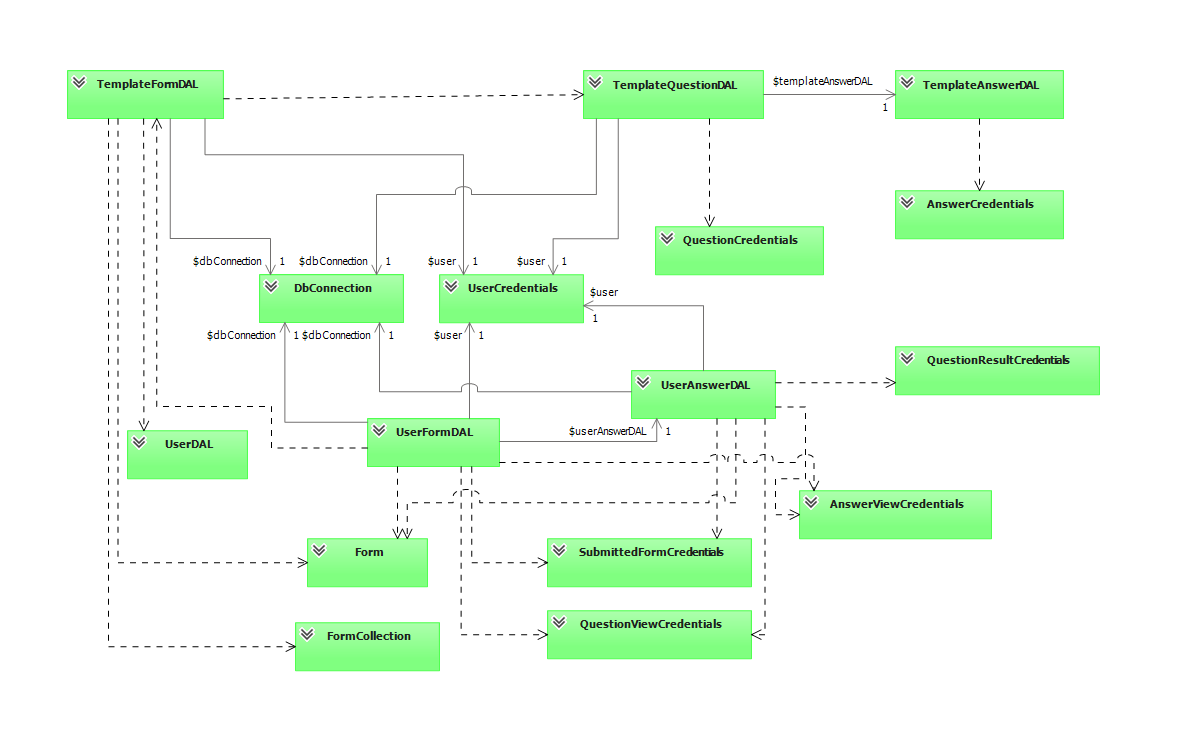 TemplateFormDAL
TemplateQuestionDAL
$templateAnswerDAL
1
TemplateAnswerDAL
AnswerCredentials
QuestionCredentials
$dbConnection 1
$dbConnection 1
$user 1
$user 1
DbConnection
UserCredentials
$user
1
$dbConnection 1
$dbConnection 1
$user 1
QuestionResultCredentials
UserAnswerDAL
UserFormDAL
$userAnswerDAL 1
UserDAL
AnswerViewCredentials
Form
SubmittedFormCredentials
QuestionViewCredentials
FormCollection